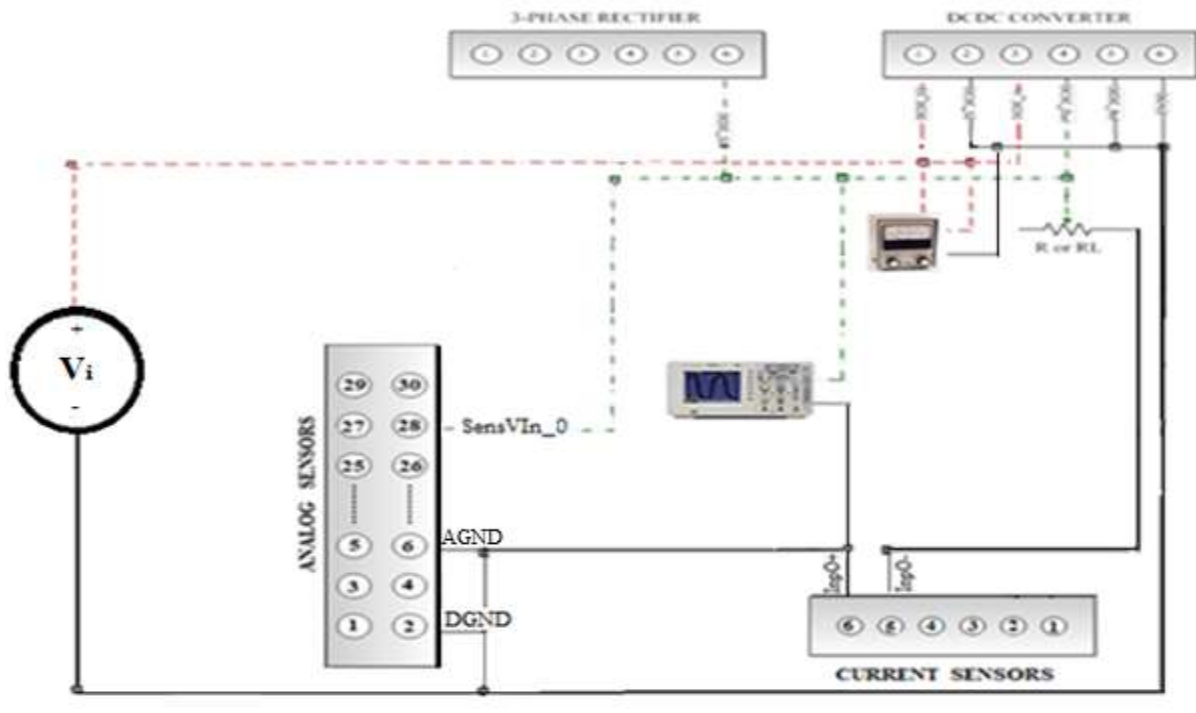 3-PHASE RECTIFIER
DCDC CONVERTER
1 2 3 4 5 6
1 2 3 4 5 6
R or RL
+
Vi
-
ANALOG SENSORS
29 30
27 28
SensVIn_0
25 26
5 6
AGND
3 4
1 2
DGND
Inp0+
Inp0-
6 5 4 3 2 1
CURRENT SENSORS